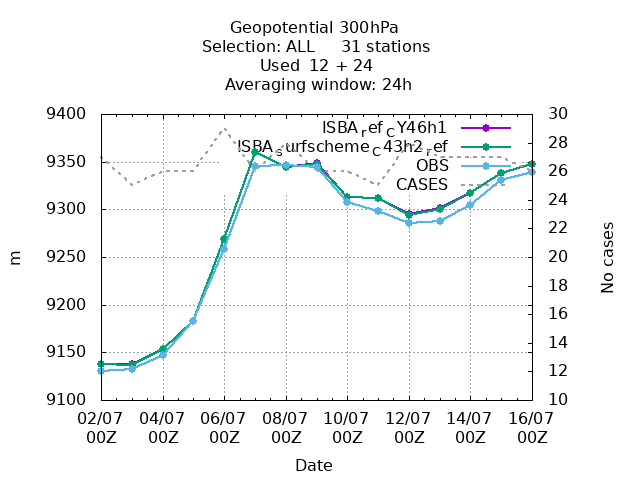 Geopotential 300hPa
Selection: ALL 31 stations
Used 12 + 24
Averaging window: 24h
9400
9350
9300
9250
9200
9150
9100
m
30
28
26
24
22
20
18
16
14
12
10
No cases
ISBA_ref_CY46h1
ISBA_surfscheme_C43h2_ref
OBS
CASES
02/07 04/07 06/07 08/07 10/07 12/07 14/07 16/07
00Z 00Z 00Z 00Z 00Z 00Z 00Z 00Z
Date